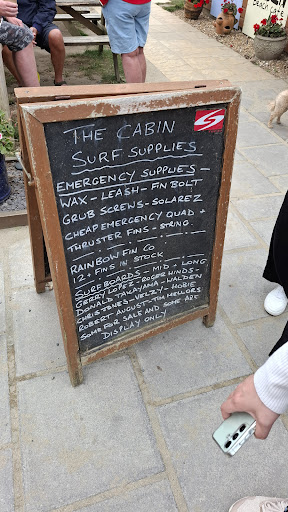 THE CABIN
SURF SUPPLIES
EMERGENCY SUPPLIES -
WAX - LEASH - FIN BOLT
GRUB SCREWS - SOLAREZ
CHEAP EMERGENCY QUAD +
THRUSTER FINS - STRING.
RAINBOW FIN CO
12 + FINS IN STOCK
SURFBOARDS - MID - LONG
GERRY LOPEZ - ROGER HINDS -
DONALD TAKAYAMA - WALDEN
CHRISTENSEN - VELZY - HOBIE
ROBERT AUGUST - TIM MELLORS
SOME FOR SALE AND SOME ARE
DISPLAY ONLY